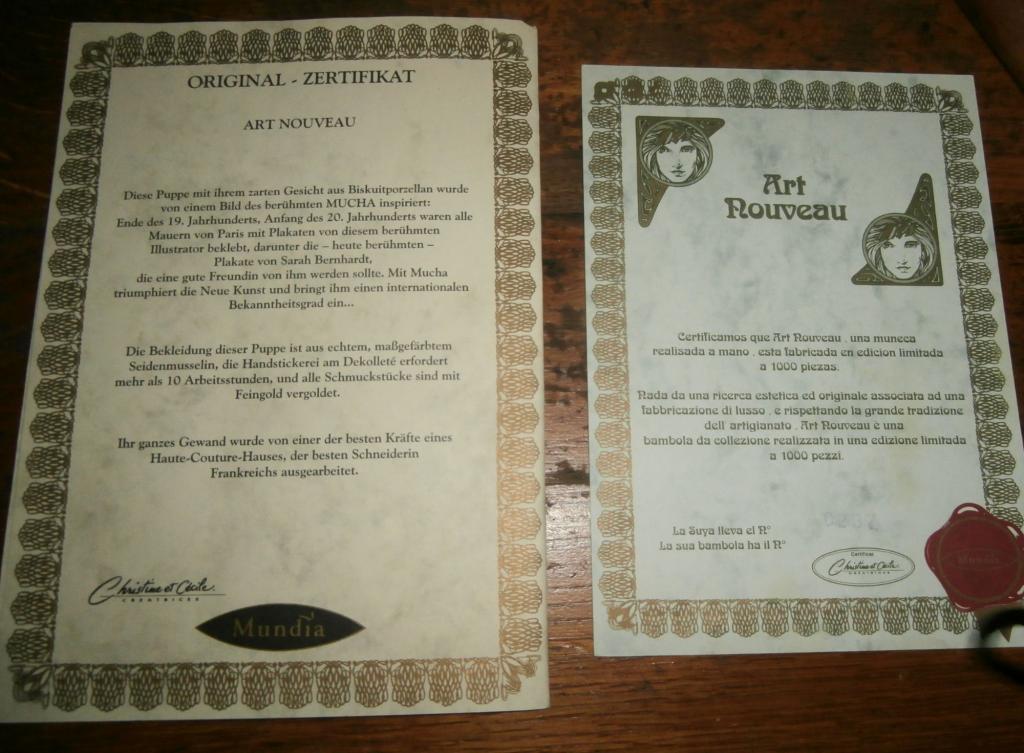 ORIGINAL - ZERTIFIKAT
ART NOUVEAU
Diese Puppe mit ihrem zarten Gesicht aus Biskuitporzellan wurde
von einem Bild des berühmten MUCHA inspiriert:
Ende des 19. Jahrhunderts, Anfang des 20. Jahrhunderts waren alle
Mauern von Paris mit Plakaten von diesem berühmten
Illustrator beklebt, darunter die – heute berühmten –
Plakate von Sarah Bernhardt,
die eine gute Freundin von ihm werden sollte. Mit Mucha
triumphiert die Neue Kunst und bringt ihm einen internationalen
Bekanntheitsgrad ein...
Die Bekleidung dieser Puppe ist aus echtem, maßgefärbtem
Seidenmusselin, die Handstickerei am Dekolleté erfordert
mehr als 10 Arbeitsstunden, und alle Schmuckstücke sind mit
Feingold vergoldet.
Ihr ganzes Gewand wurde von einer der besten Kräfte eines
Haute-Couture-Hauses, der besten Schneiderin
Frankreichs ausgearbeitet.
Christine et Cécile
CREATRICES
Mundia
Art
Nouveau
Certificamos que Art Nouveau , una muneca
realisada a mano , esta fabricada en edicion limitada
a 1000 piezas.
Nada da una ricerca estetica ed originale associata ad una
fabbricazione di lusso , e rispettando la grande tradizione
dell' artigianato , Art Nouveau è una
bambola da collezione realizzata in una edizione limitata
a 1000 pezzi.
La Suya lleva el N°
La sua bambola ha il N°
Certificat
Christine et Cécile
CREATRICES
Mundia